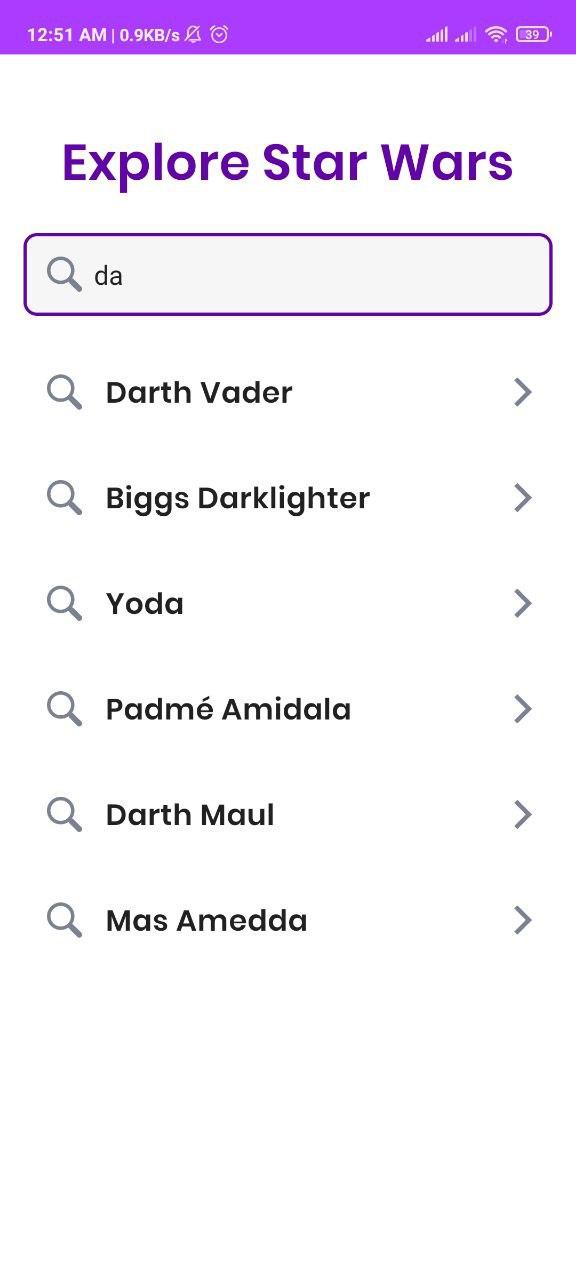 12:51 AM | 0.9KB/s 39
Explore Star Wars
da
Darth Vader
Biggs Darklighter
Yoda
Padmé Amidala
Darth Maul
Mas Amedda